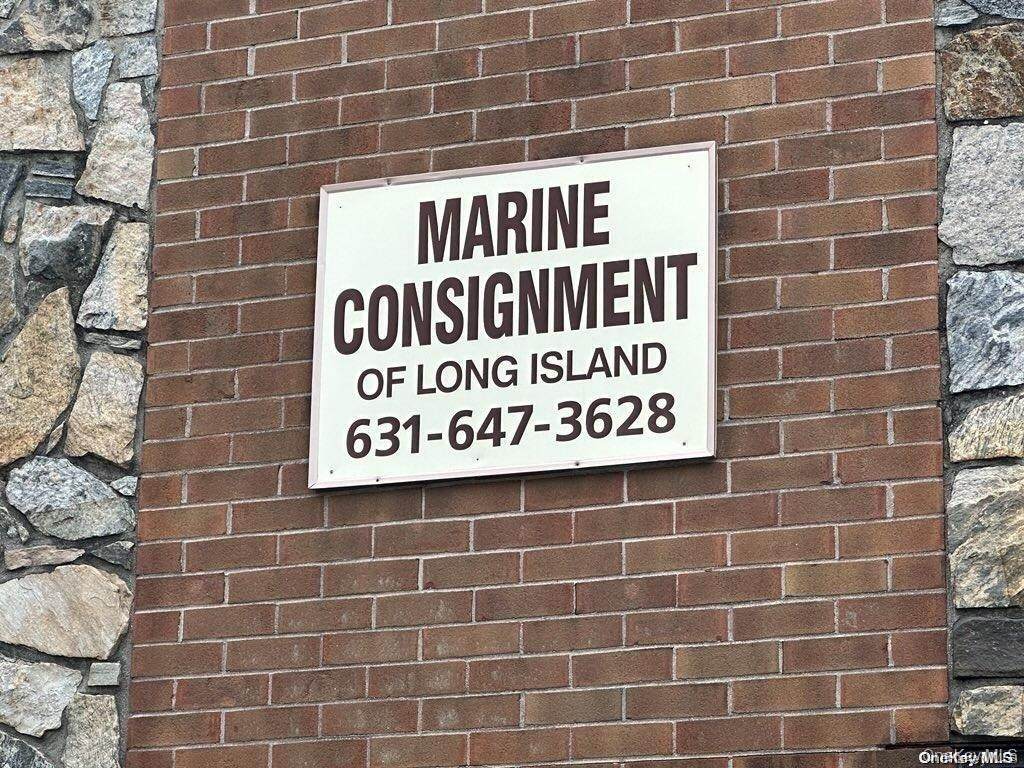 MARINE
CONSIGNMENT
OF LONG ISLAND
631-647-3628
OneKey MLS